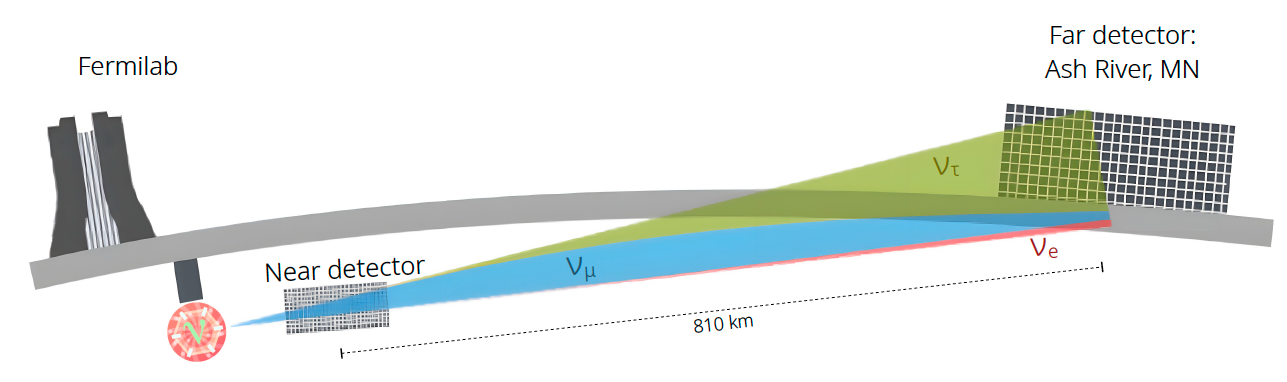 Fermilab
Far detector:
Ash River, MN
Near detector
ντ
νμ
νe
810 km
ν